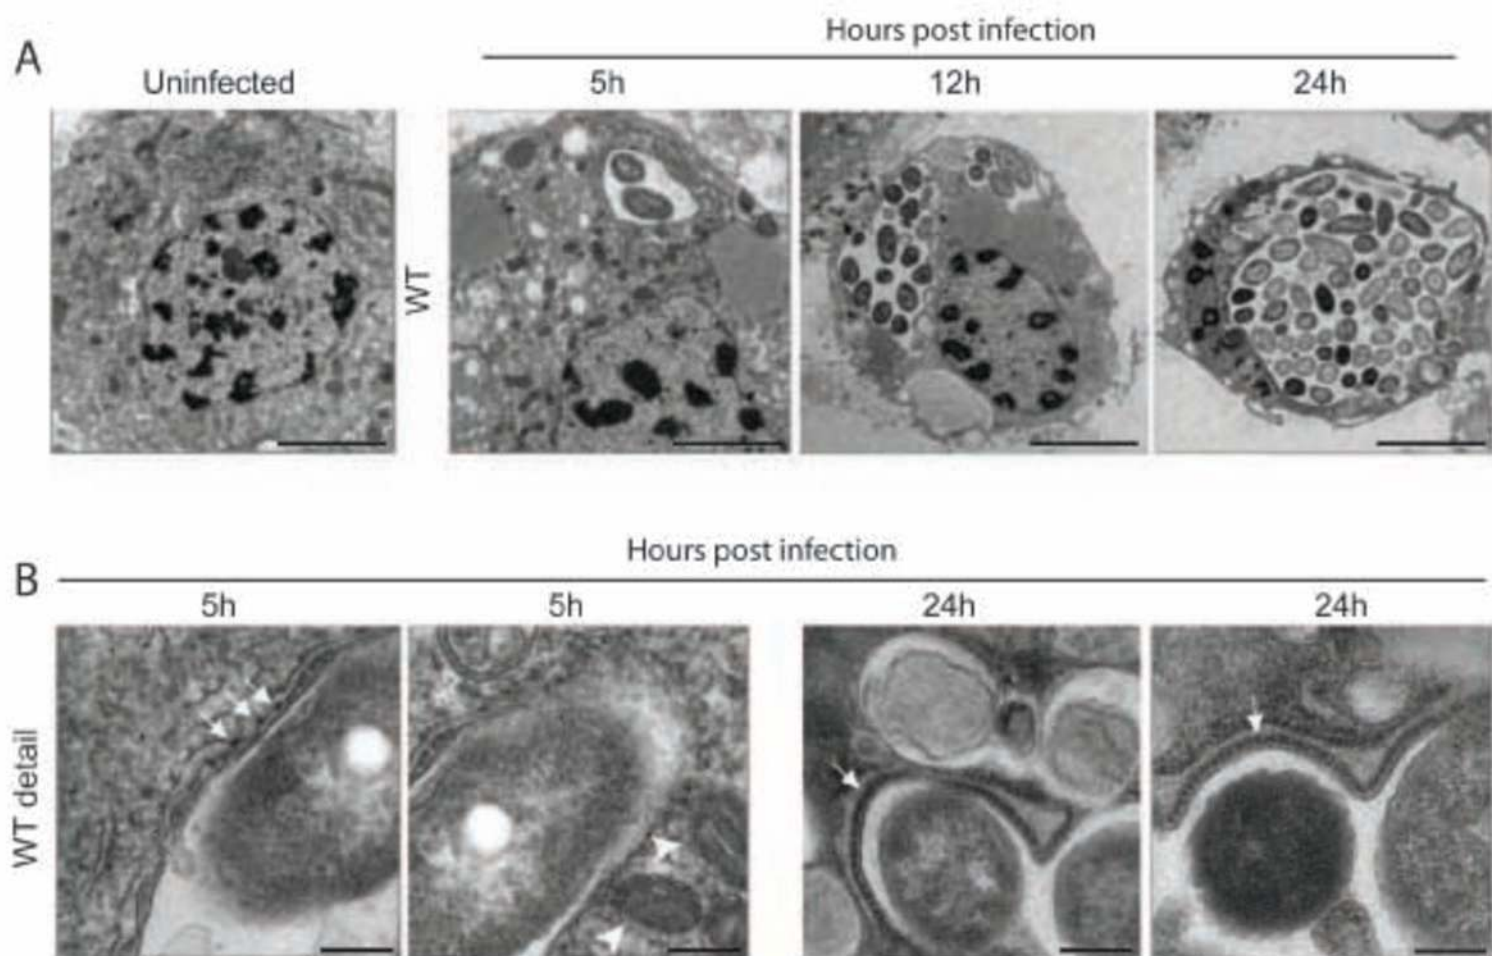 A
Hours post infection
Uninfected
5h
12h
24h
WT
B
Hours post infection
5h
5h
24h
24h
WT detail